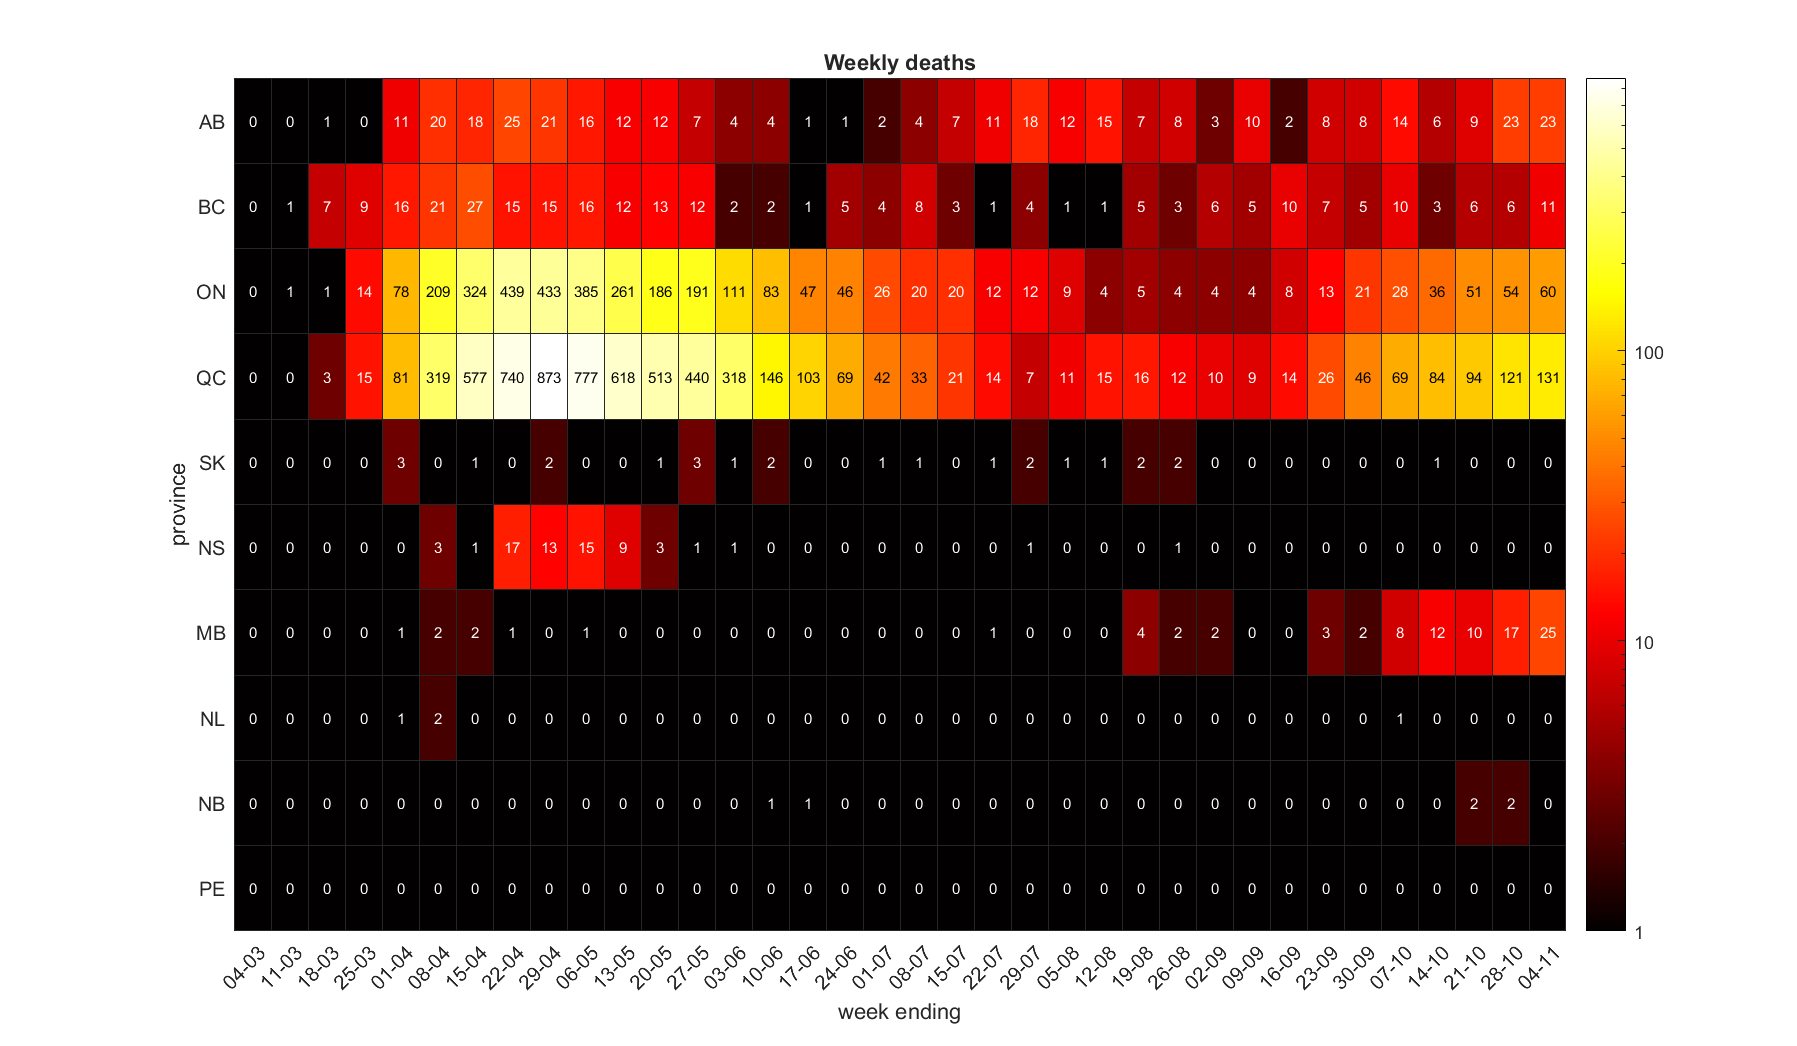 Weekly deaths
AB 0 0 1 0 11 20 18 25 21 16 12 12 7 4 4 1 1 2 4 7 11 18 12 15 7 8 3 10 2 8 8 14 6 9 23 23
BC 0 1 7 9 16 21 27 15 15 16 12 13 12 2 2 1 5 4 8 3 1 4 1 1 5 3 6 5 10 7 5 10 3 6 6 11
ON 0 1 1 14 78 209 324 439 433 385 261 186 191 111 83 47 46 26 20 20 12 12 9 4 5 4 4 4 8 13 21 28 36 51 54 60
100
QC 0 0 3 15 81 319 577 740 873 777 618 513 440 318 146 103 69 42 33 21 14 7 11 15 16 12 10 9 14 26 46 69 84 94 121 131
SK 0 0 0 0 3 0 1 0 2 0 0 1 3 1 2 0 0 1 1 0 1 2 1 1 2 2 0 0 0 0 0 0 1 0 0 0
province
NS 0 0 0 0 0 3 1 17 13 15 9 3 1 1 0 0 0 0 0 0 0 1 0 0 0 1 0 0 0 0 0 0 0 0 0 0
MB 0 0 0 0 1 2 2 1 0 1 0 0 0 0 0 0 0 0 0 0 1 0 0 0 4 2 2 0 0 3 2 8 12 10 17 25
10
NL 0 0 0 0 1 2 0 0 0 0 0 0 0 0 0 0 0 0 0 0 0 0 0 0 0 0 0 0 0 0 0 1 0 0 0 0
NB 0 0 0 0 0 0 0 0 0 0 0 0 0 0 1 1 0 0 0 0 0 0 0 0 0 0 0 0 0 0 0 0 0 2 2 0
PE 0 0 0 0 0 0 0 0 0 0 0 0 0 0 0 0 0 0 0 0 0 0 0 0 0 0 0 0 0 0 0 0 0 0 0 0
1
04-03 11-03 18-03 25-03 01-04 08-04 15-04 22-04 29-04 06-05 13-05 20-05 27-05 03-06 10-06 17-06 24-06 01-07 08-07 15-07 22-07 29-07 05-08 12-08 19-08 26-08 02-09 09-09 16-09 23-09 30-09 07-10 14-10 21-10 28-10 04-11
week ending